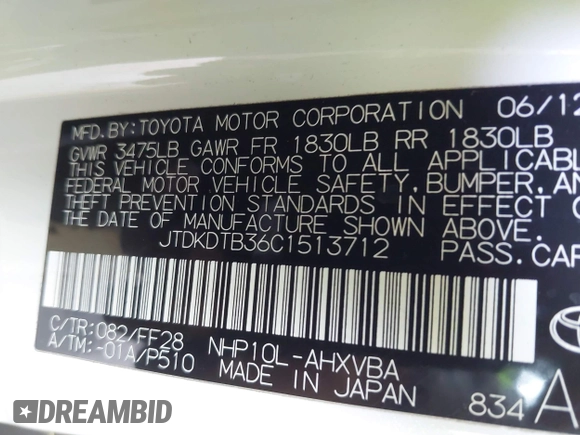 MFD. BY: TOYOTA MOTOR CORPORATION 06/12
GVWR 3475LB GAWR FR 1830LB RR 1830LB
THIS VEHICLE CONFORMS TO ALL APPLICABL
FEDERAL MOTOR VEHICLE SAFETY, BUMPER, AN
THEFT PREVENTION STANDARDS IN EFFECT O
THE DATE OF MANUFACTURE SHOWN ABOVE.
JTDKDTB36C1513712 PASS. CAR
C/TR: 082/FF28 NHP10L-AHXVBA
A/TM: -01A/P510 MADE IN JAPAN 834 A
DREAMBID